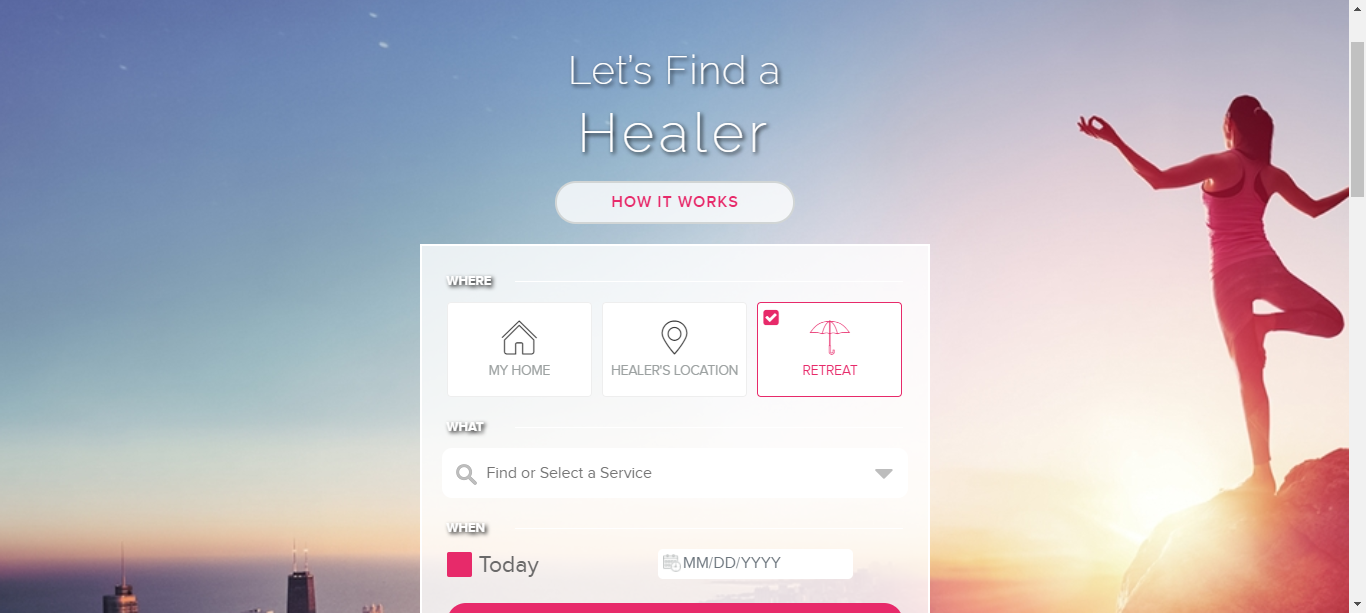 Let's Find a
Healer
HOW IT WORKS
WHERE
MY HOME
HEALER'S LOCATION
RETREAT
WHAT
Find or Select a Service
WHEN
Today
MM/DD/YYYY